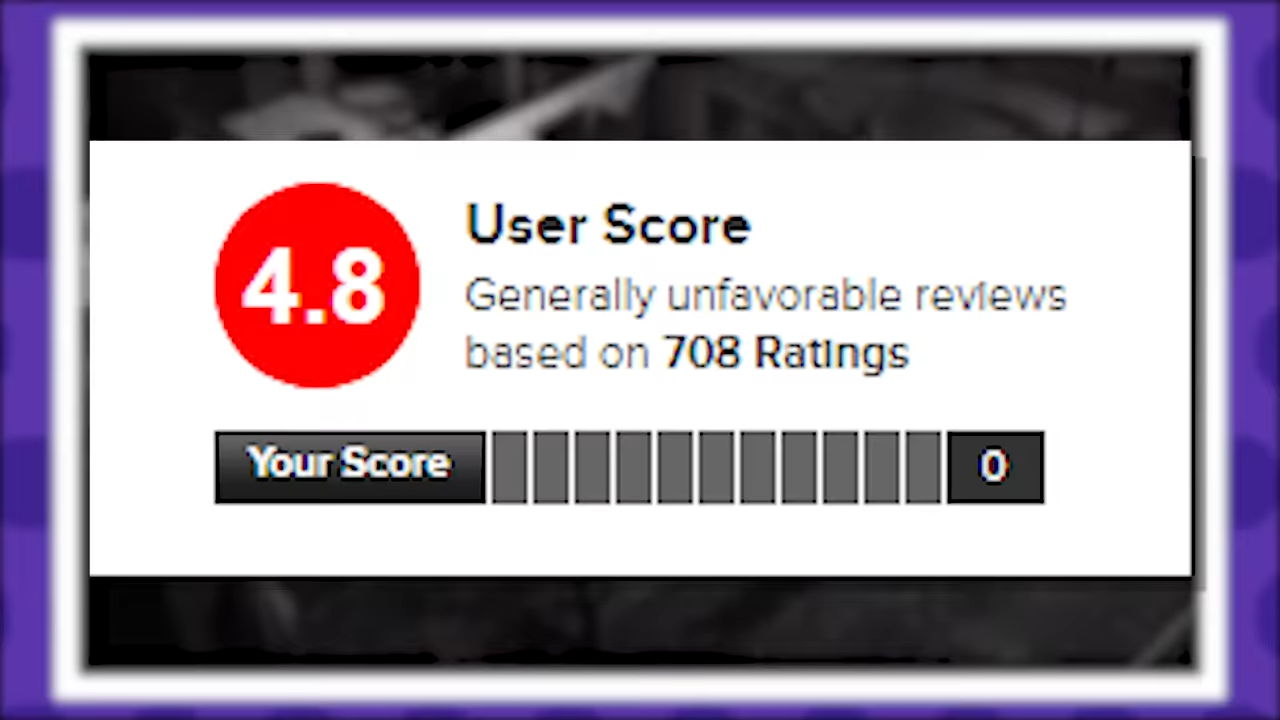 4.8
User Score
Generally unfavorable reviews
based on 708 Ratings
Your Score 0